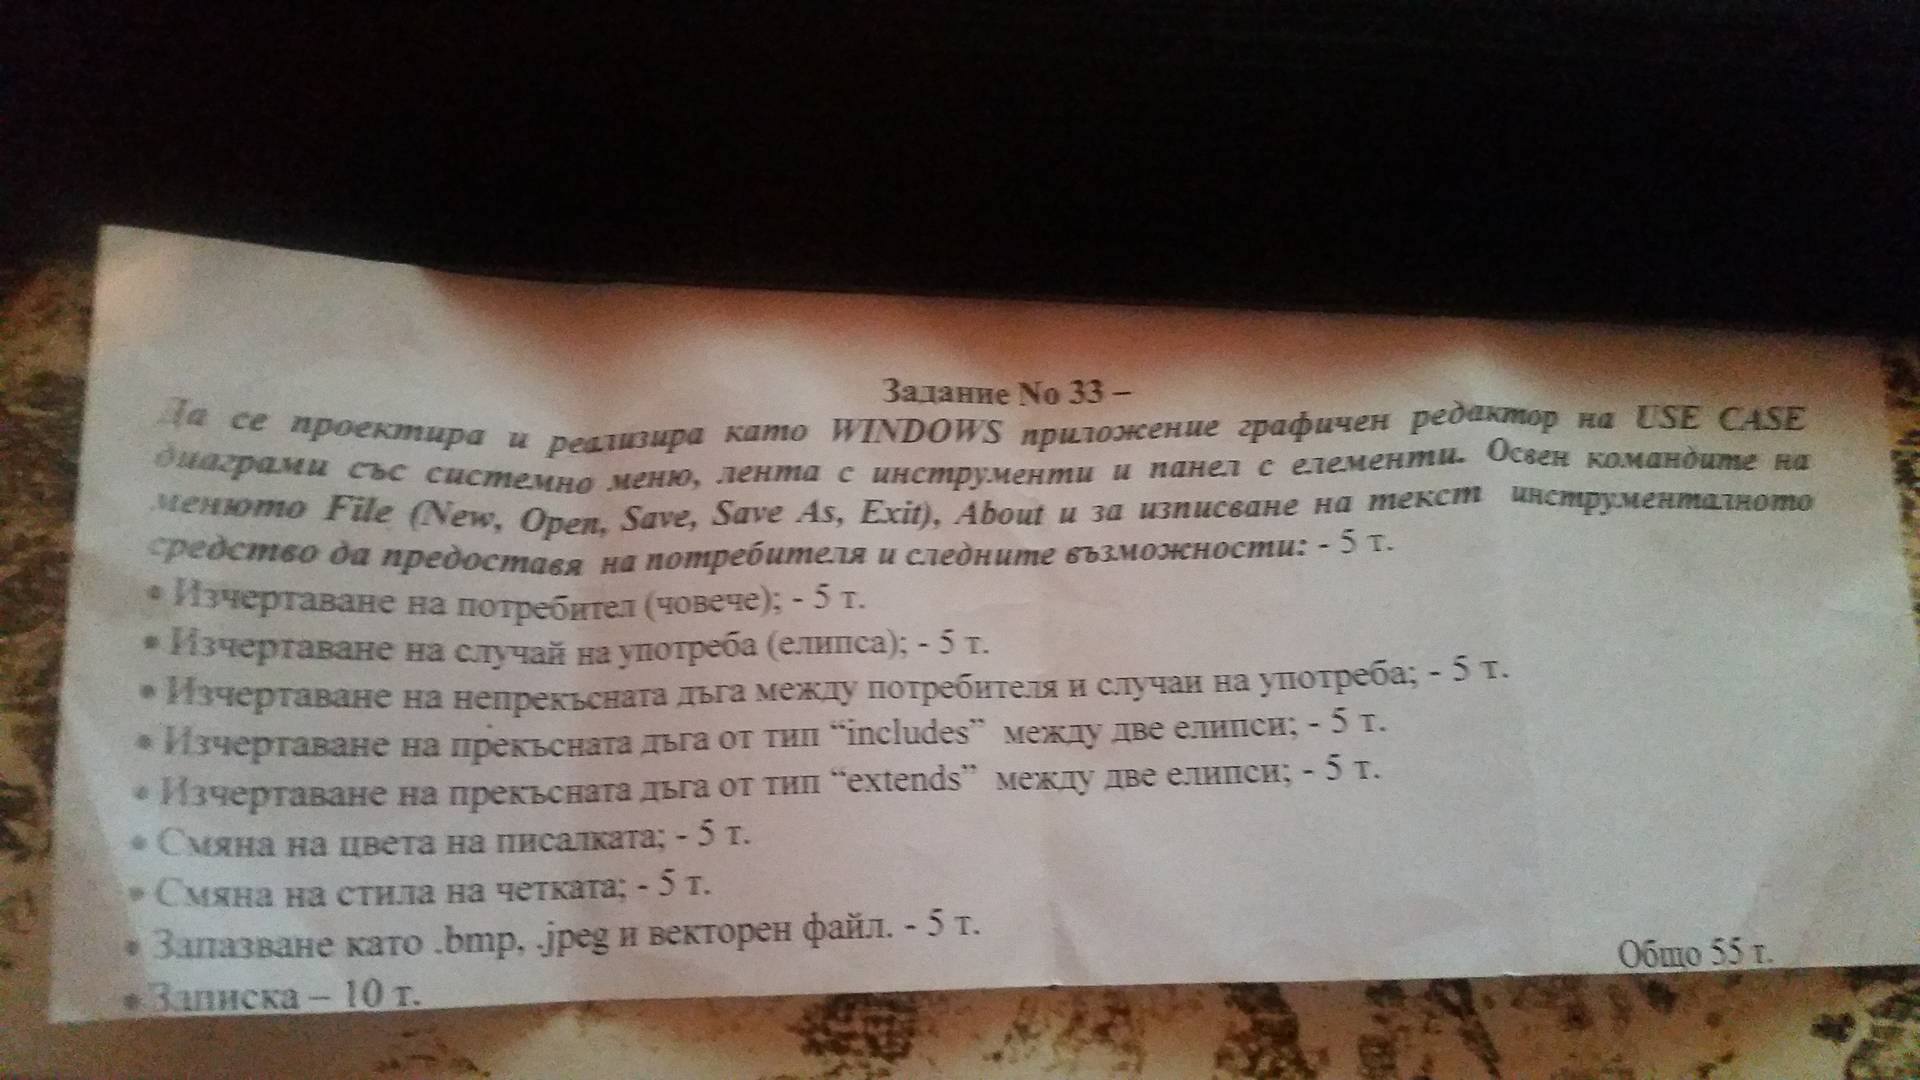 Задание No 33 –
Да се проектира и реализира като WINDOWS приложение графичен редактор на USE CASE
диаграми със системно меню, лента с инструменти и панел с елементи. Освен командите на
менюто File (New, Open, Save, Save As, Exit), About и за изписване на текст инструменталното
средство да предоставя на потребителя и следните възможности: - 5 т.
• Изчертаване на потребител (човече); - 5 т.
• Изчертаване на случай на употреба (елипса); - 5 т.
• Изчертаване на непрекъсната дъга между потребителя и случаи на употреба; - 5 т.
• Изчертаване на прекъсната дъга от тип “includes” между две елипси; - 5 т.
• Изчертаване на прекъсната дъга от тип “extends” между две елипси; - 5 т.
• Смяна на цвета на писалката; - 5 т.
• Смяна на стила на четката; - 5 т.
• Запазване като .bmp, .jpeg и векторен файл. - 5 т.
• Записка – 10 т.
Общо 55 т.